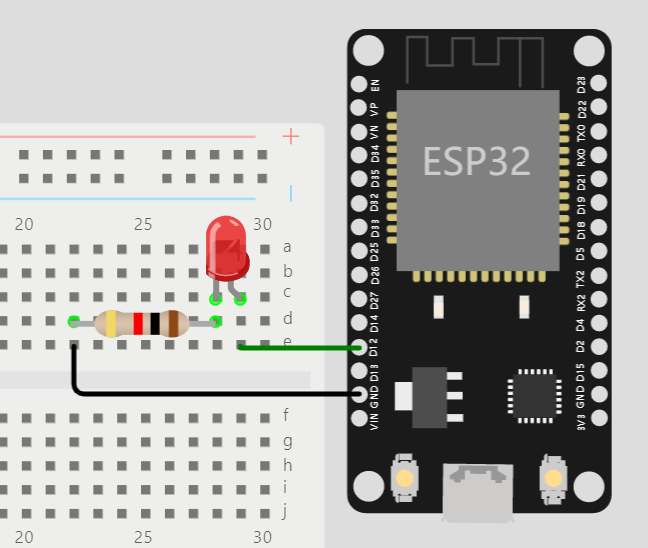 +
|
20 25 30
a
b
c
d
e
f
g
h
i
j
20 25 30
ESP32
EN
VP
VN
D34
D35
D32
D33
D25
D26
D27
D14
D12
D13
GND
VIN
D23
D22
TX0
RX0
D21
D19
D18
D5
TX2
RX2
D4
D2
D15
GND
3V3